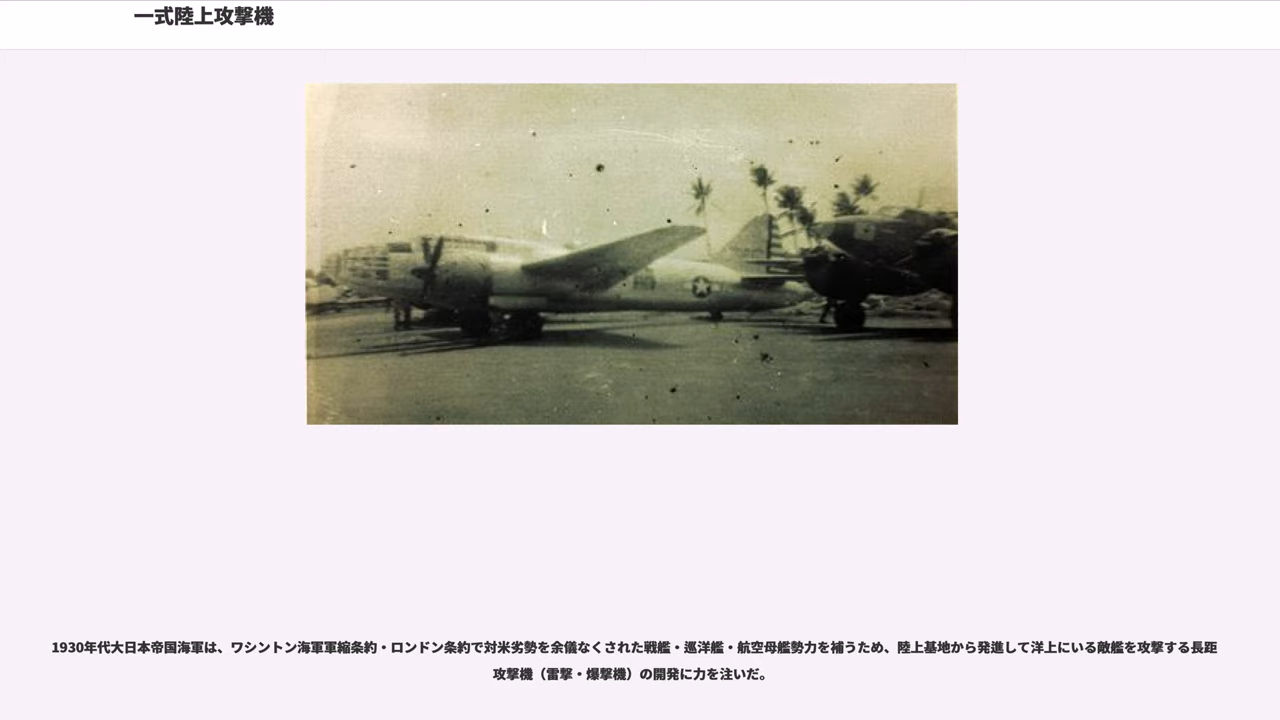 一式陸上攻撃機
1930年代大日本帝国海軍は、ワシントン海軍軍縮条約・ロンドン条約で対米劣勢を余儀なくされた戦艦・巡洋艦・航空母艦勢力を補うため、陸上基地から発進して洋上にいる敵艦を攻撃する長距
攻撃機（雷撃・爆撃機）の開発に力を注いだ。